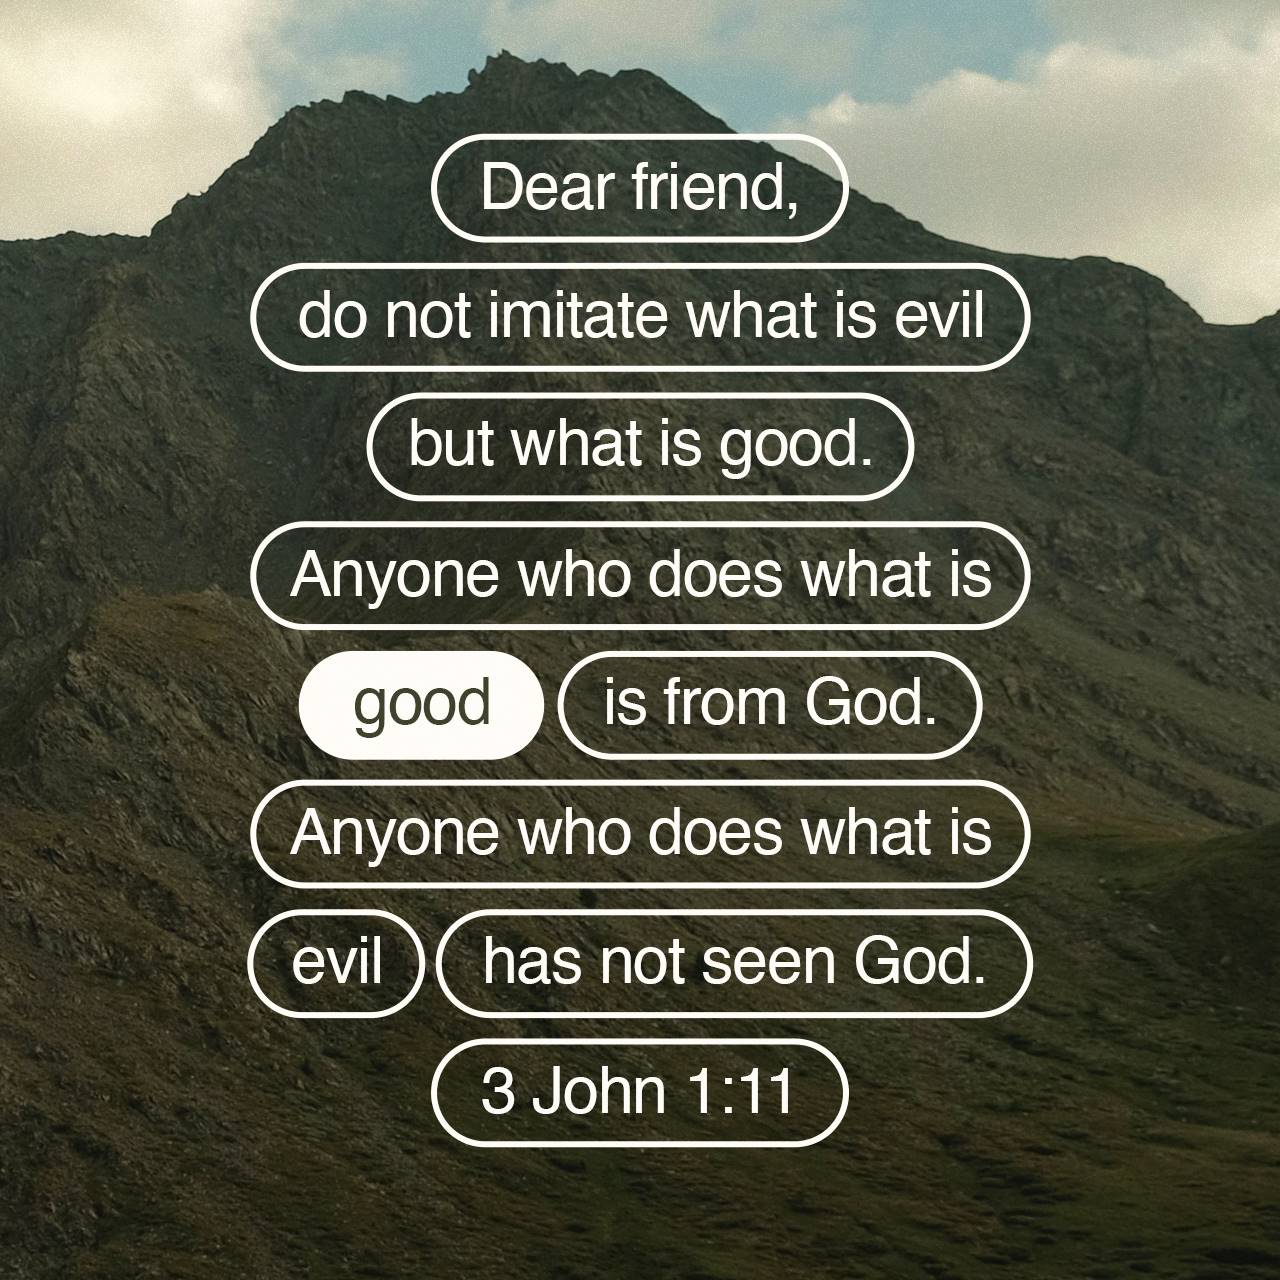 Dear friend,
do not imitate what is evil
but what is good.
Anyone who does what is
good is from God.
Anyone who does what is
evil has not seen God.
3 John 1:11